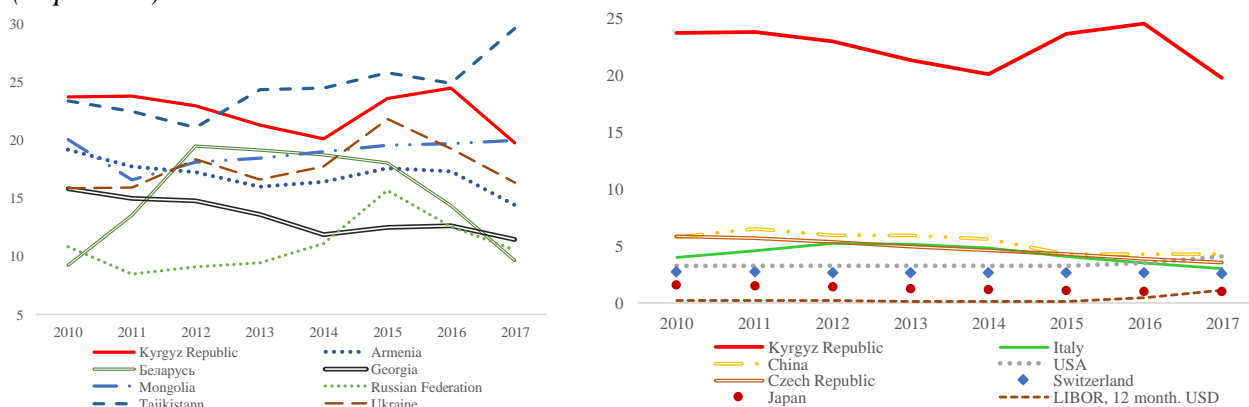 30
25
20
15
10
5
2010 2011 2012 2013 2014 2015 2016 2017
Kyrgyz Republic Armenia
Беларусь Georgia
Mongolia Russian Federation
Tajikistann Ukraine
25
20
15
10
5
0
2010 2011 2012 2013 2014 2015 2016 2017
Kyrgyz Republic Italy
China USA
Czech Republic Switzerland
Japan LIBOR, 12 month. USD